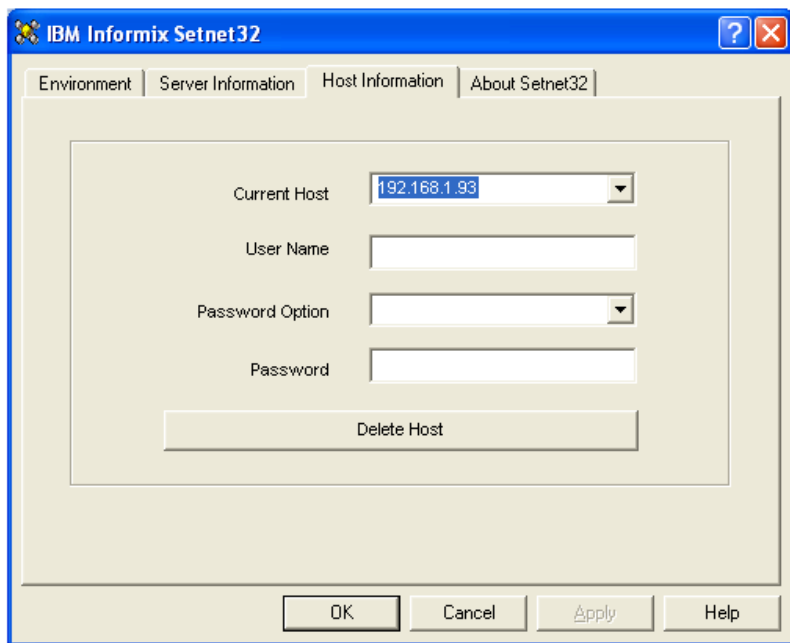 IBM Informix Setnet32
Environment Server Information Host Information About Setnet32
Current Host 192.168.1.93
User Name
Password Option
Password
Delete Host
OK Cancel Apply Help